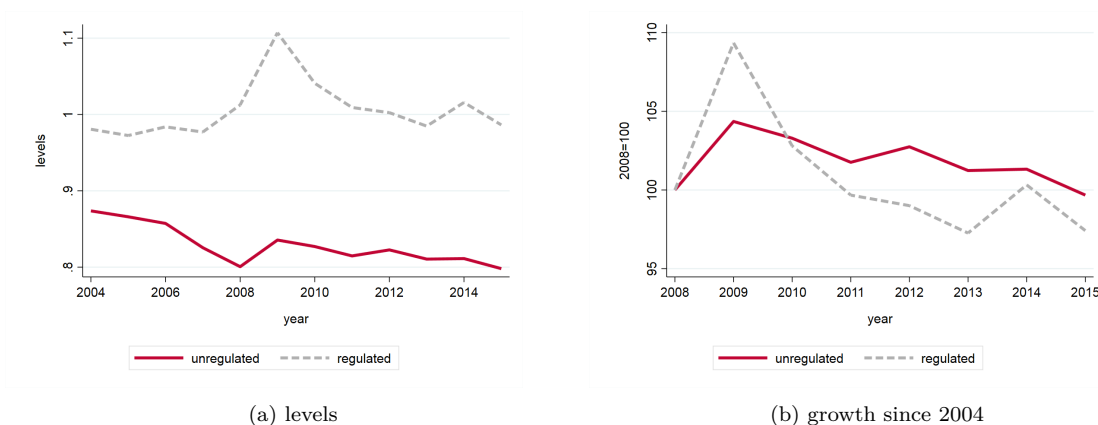 1.1
1
.9
.8
levels
2004 2006 2008 2010 2012 2014
year
unregulated regulated
(a) levels
110
105
100
95
2008=100
2008 2009 2010 2011 2012 2013 2014 2015
year
unregulated regulated
(b) growth since 2004